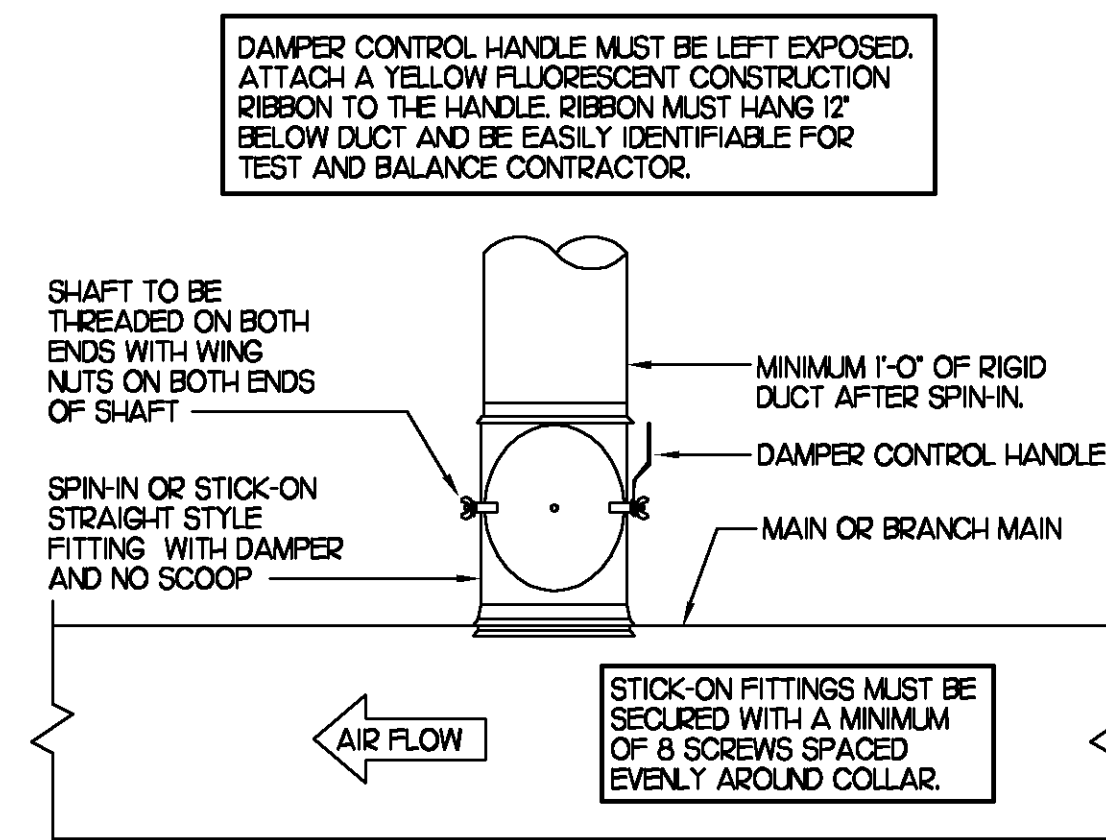 DAMPER CONTROL HANDLE MUST BE LEFT EXPOSED.
ATTACH A YELLOW FLUORESCENT CONSTRUCTION
RIBBON TO THE HANDLE. RIBBON MUST HANG 12"
BELOW DUCT AND BE EASILY IDENTIFIABLE FOR
TEST AND BALANCE CONTRACTOR.
SHAFT TO BE
THREADED ON BOTH
ENDS WITH WING
NUTS ON BOTH ENDS
OF SHAFT
MINIMUM 1'-0" OF RIGID
DUCT AFTER SPIN-IN.
DAMPER CONTROL HANDLE
SPIN-IN OR STICK-ON
STRAIGHT STYLE
FITTING WITH DAMPER
AND NO SCOOP
MAIN OR BRANCH MAIN
AIR FLOW
STICK-ON FITTINGS MUST BE
SECURED WITH A MINIMUM
OF 8 SCREWS SPACED
EVENLY AROUND COLLAR.